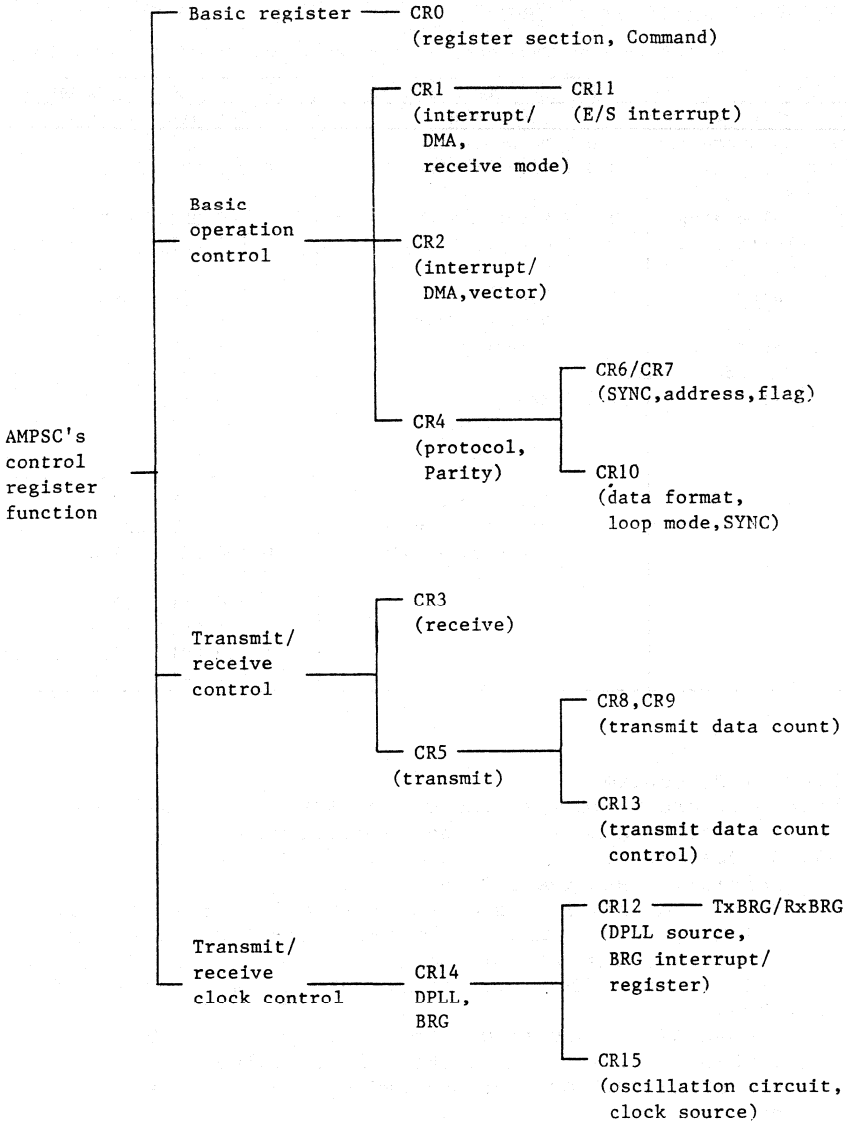 Basic register
CR0
(register section, Command)
CR1
(interrupt/
DMA,
receive mode)
CR11
(E/S interrupt)
Basic
operation
control
CR2
(interrupt/
DMA,vector)
CR4
(protocol,
Parity)
CR6/CR7
(SYNC,address,flag)
CR10
(data format,
loop mode,SYNC)
AMPSC's
control
register
function
Transmit/
receive
control
CR3
(receive)
CR5
(transmit)
CR8,CR9
(transmit data count)
CR13
(transmit data count
control)
Transmit/
receive
clock control
CR14
DPLL,
BRG
CR12
(DPLL source,
BRG interrupt/
register)
TxBRG/RxBRG
CR15
(oscillation circuit,
clock source)